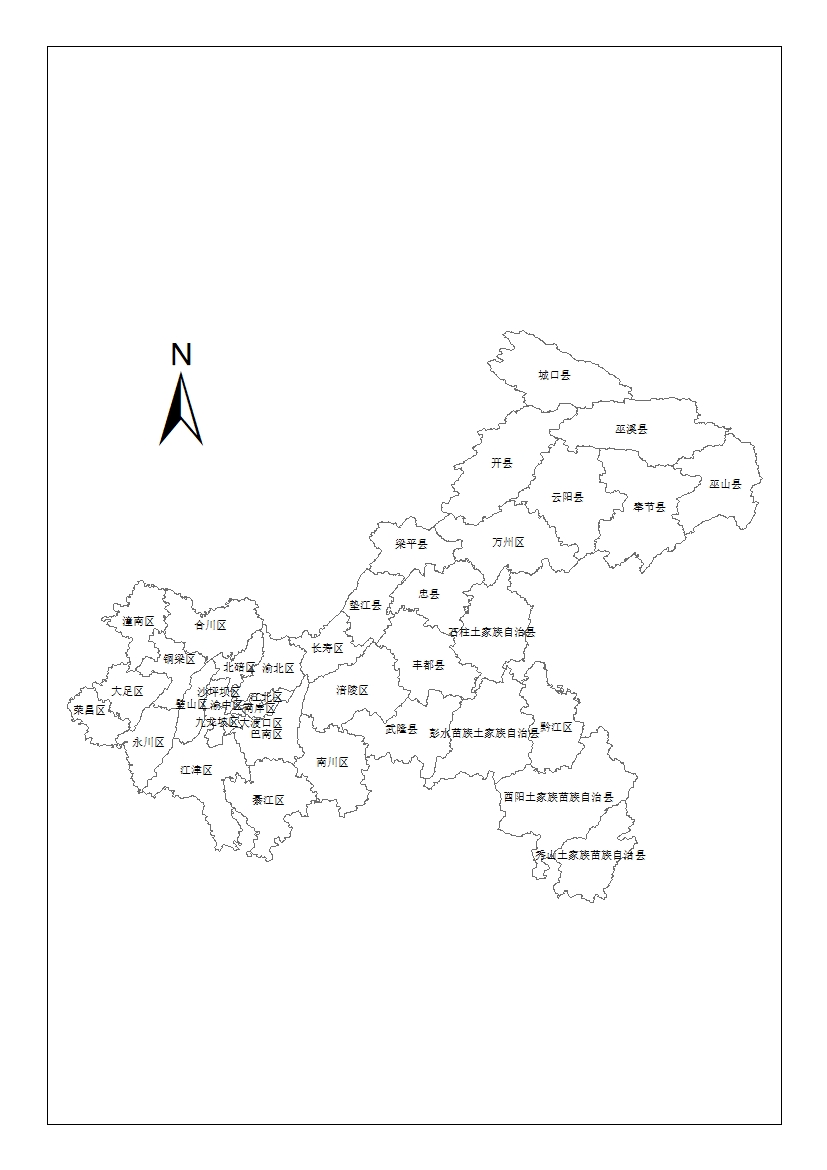 N
城口县
巫溪县
开县
巫山县
云阳县
奉节县
万州区
梁平县
忠县
垫江县
潼南区
合川区
石柱土家族自治县
长寿区
铜梁区
丰都县
北碚区
渝北区
大足区
涪陵区
沙坪坝区
江北区
璧山区
渝中区
南岸区
荣昌区
九龙坡区
大渡口区
黔江区
武隆县
彭水苗族土家族自治县
巴南区
永川区
南川区
江津区
酉阳土家族苗族自治县
綦江区
秀山土家族苗族自治县